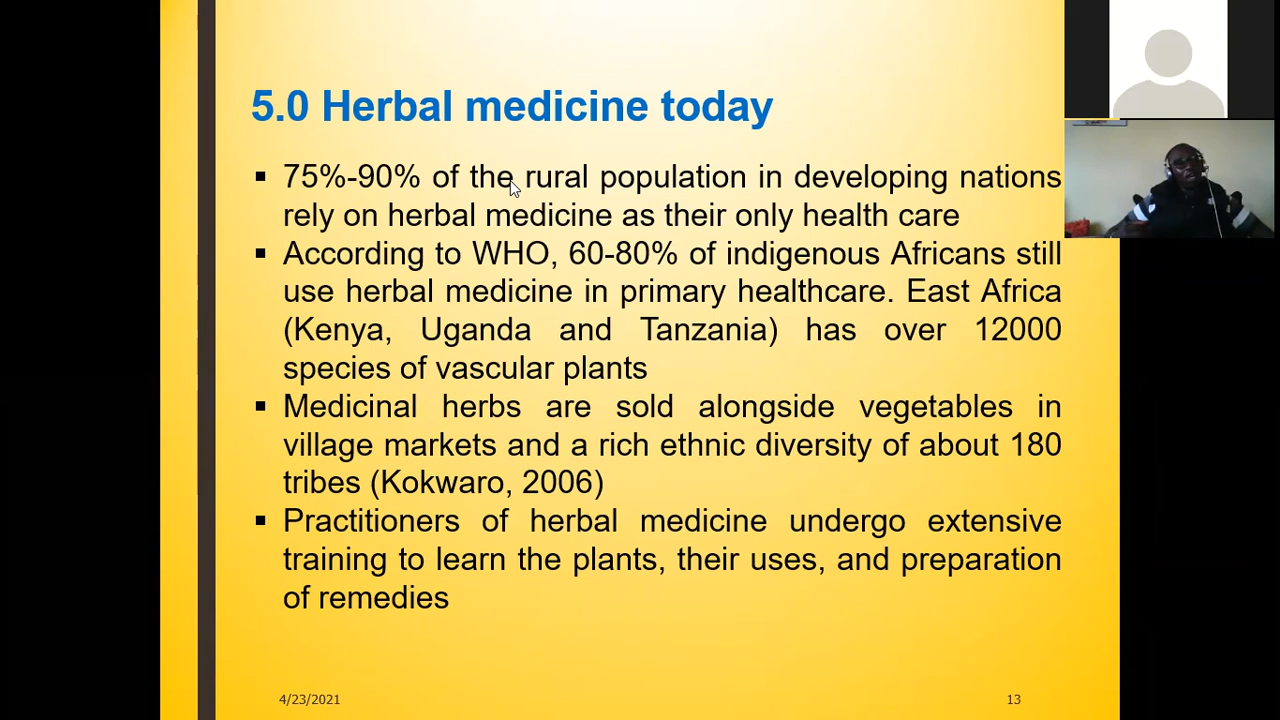 5.0 Herbal medicine today
▪ 75%-90% of the rural population in developing nations
rely on herbal medicine as their only health care
▪ According to WHO, 60-80% of indigenous Africans still
use herbal medicine in primary healthcare. East Africa
(Kenya, Uganda and Tanzania) has over 12000
species of vascular plants
▪ Medicinal herbs are sold alongside vegetables in
village markets and a rich ethnic diversity of about 180
tribes (Kokwaro, 2006)
▪ Practitioners of herbal medicine undergo extensive
training to learn the plants, their uses, and preparation
of remedies
4/23/2021
13